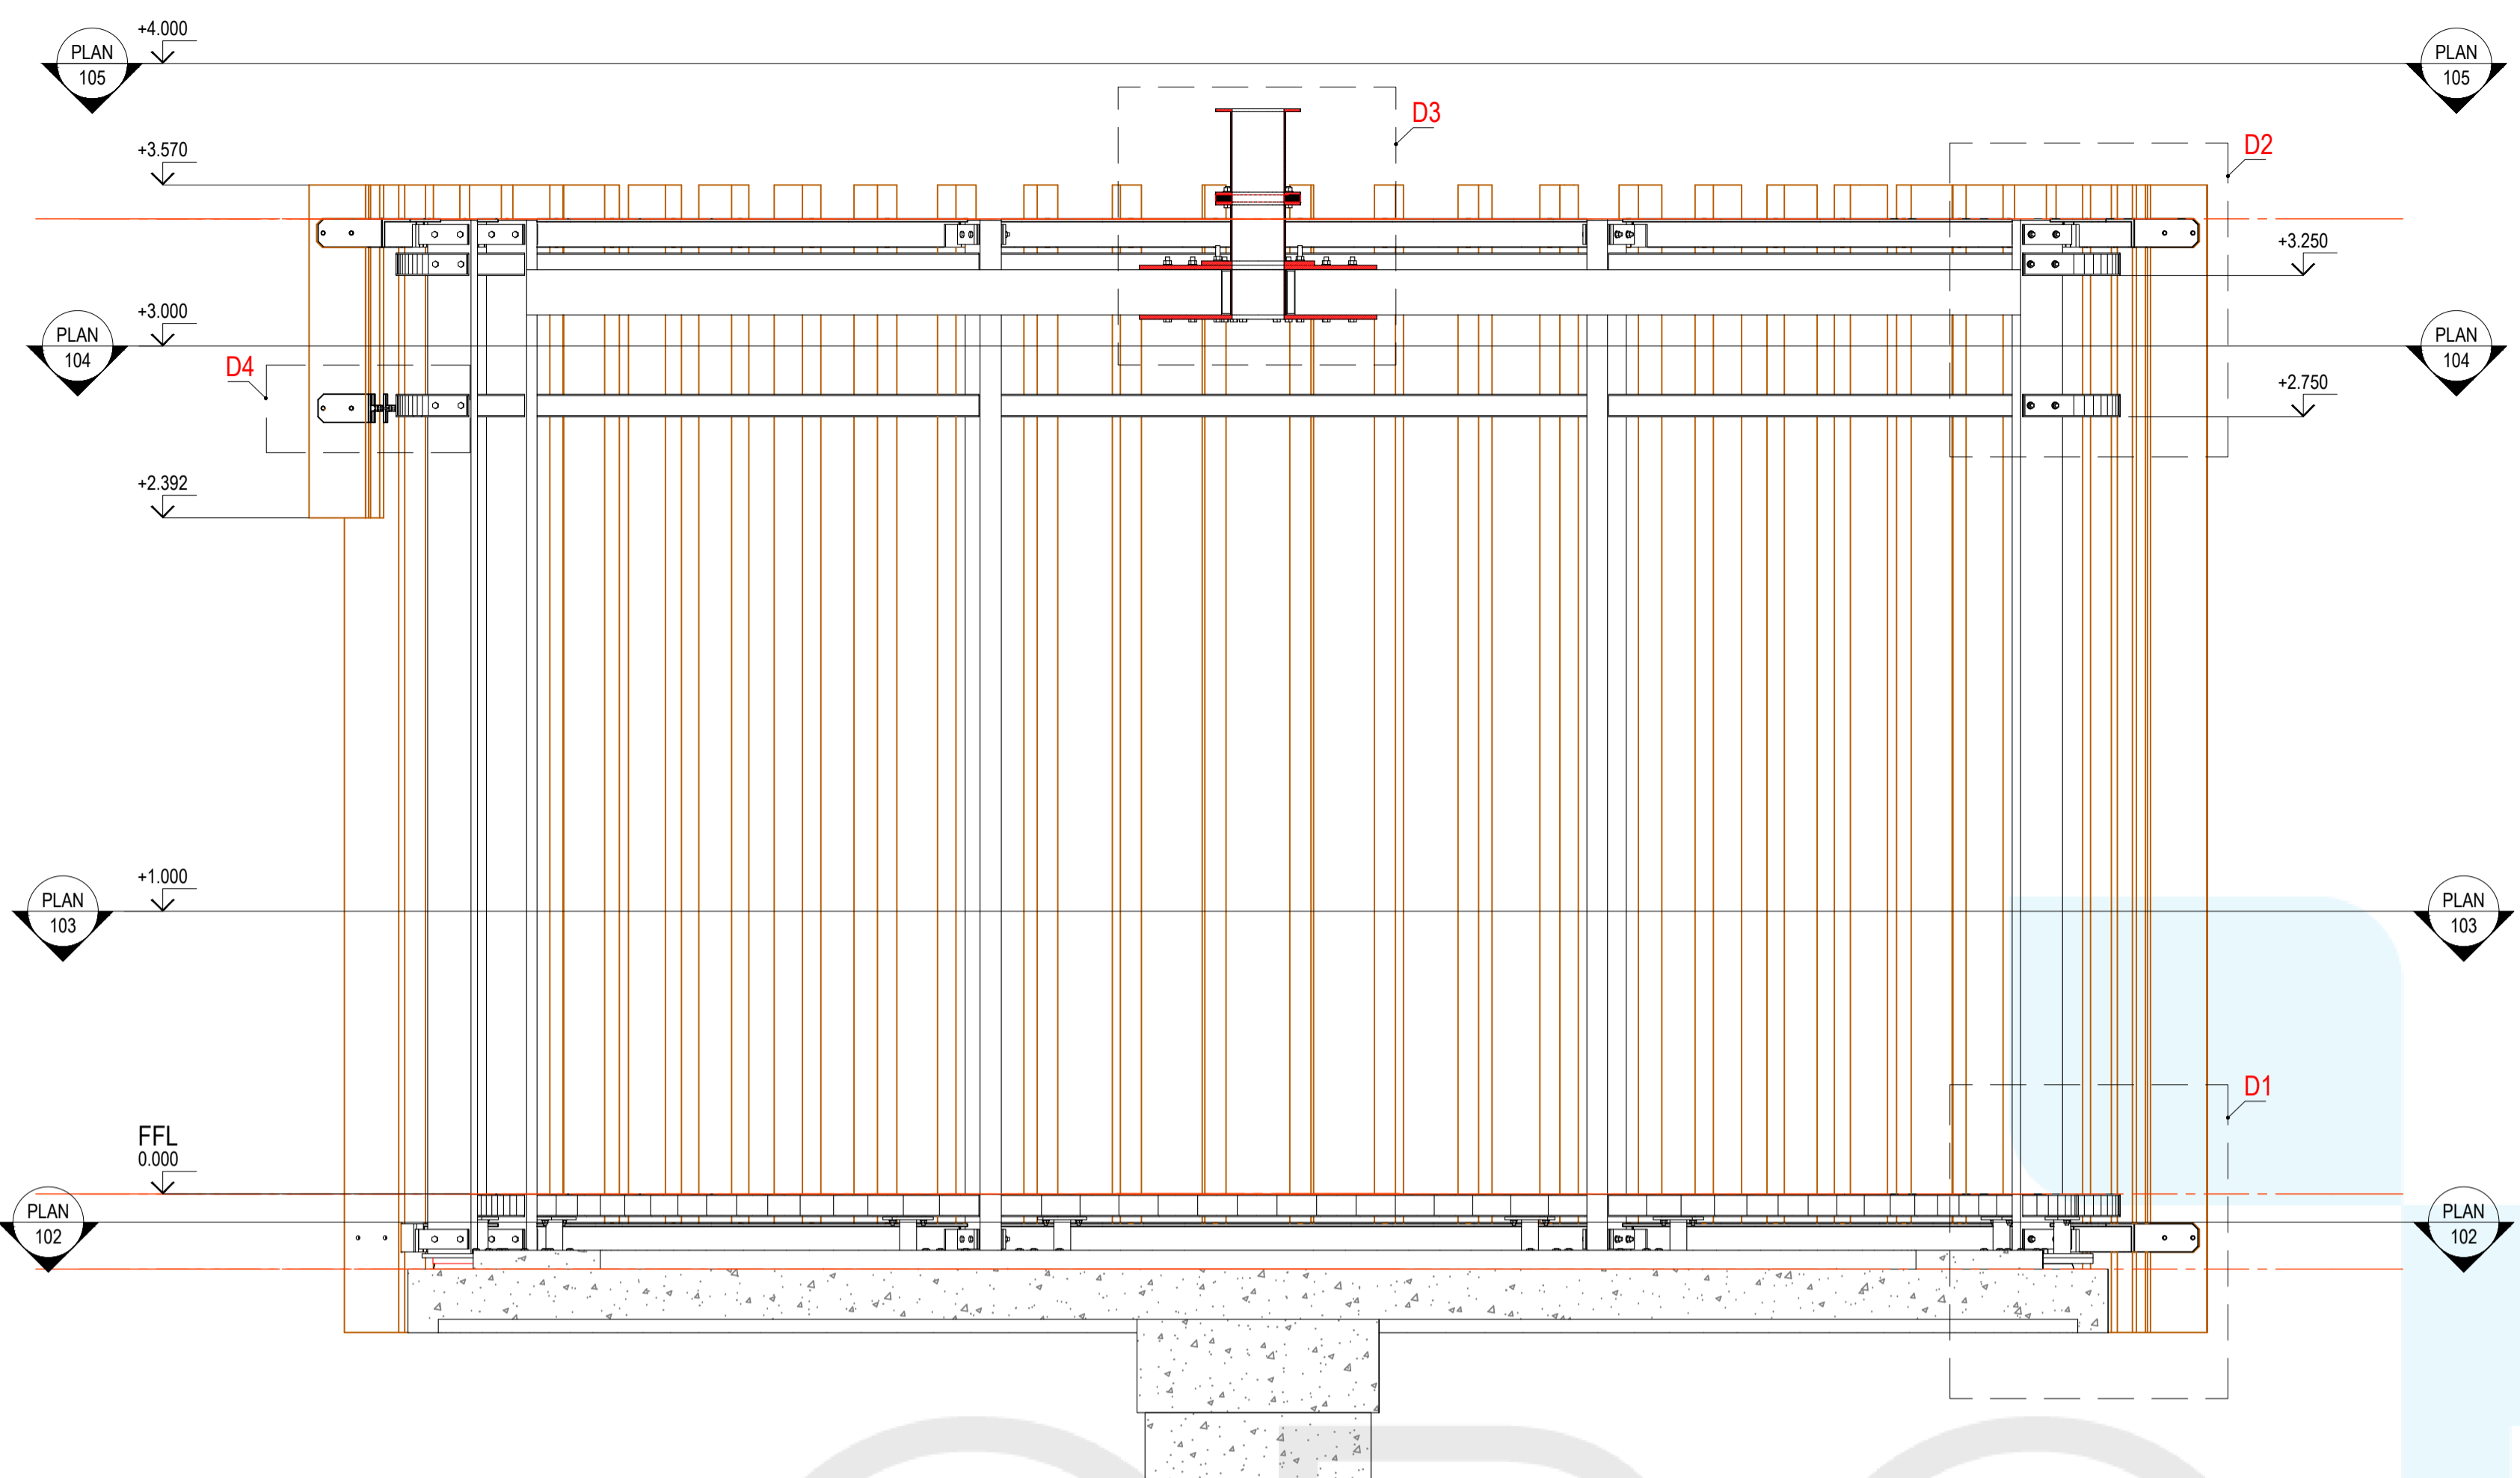 +4.000
PLAN
105
PLAN
105
D3
D2
+3.570
+3.250
+3.000
PLAN
104
PLAN
104
D4
+2.750
+2.392
+1.000
PLAN
103
PLAN
103
D1
FFL
0.000
PLAN
102
PLAN
102